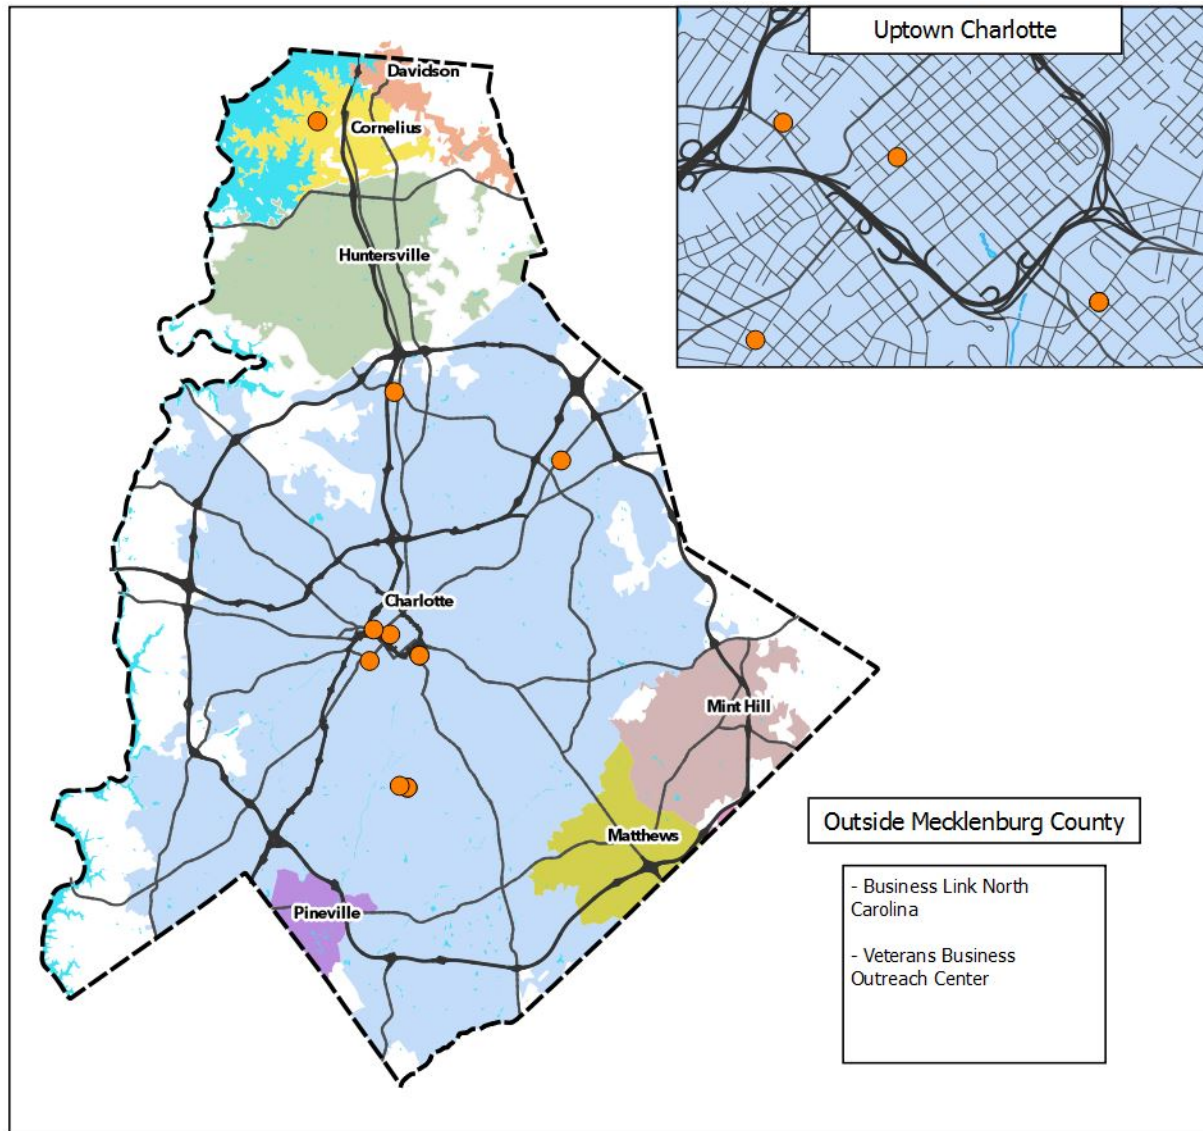 Uptown Charlotte
Davidson
Cornelius
Huntersville
Charlotte
Mint Hill
Matthews
Pineville
Outside Mecklenburg County
- Business Link North
Carolina
- Veterans Business
Outreach Center